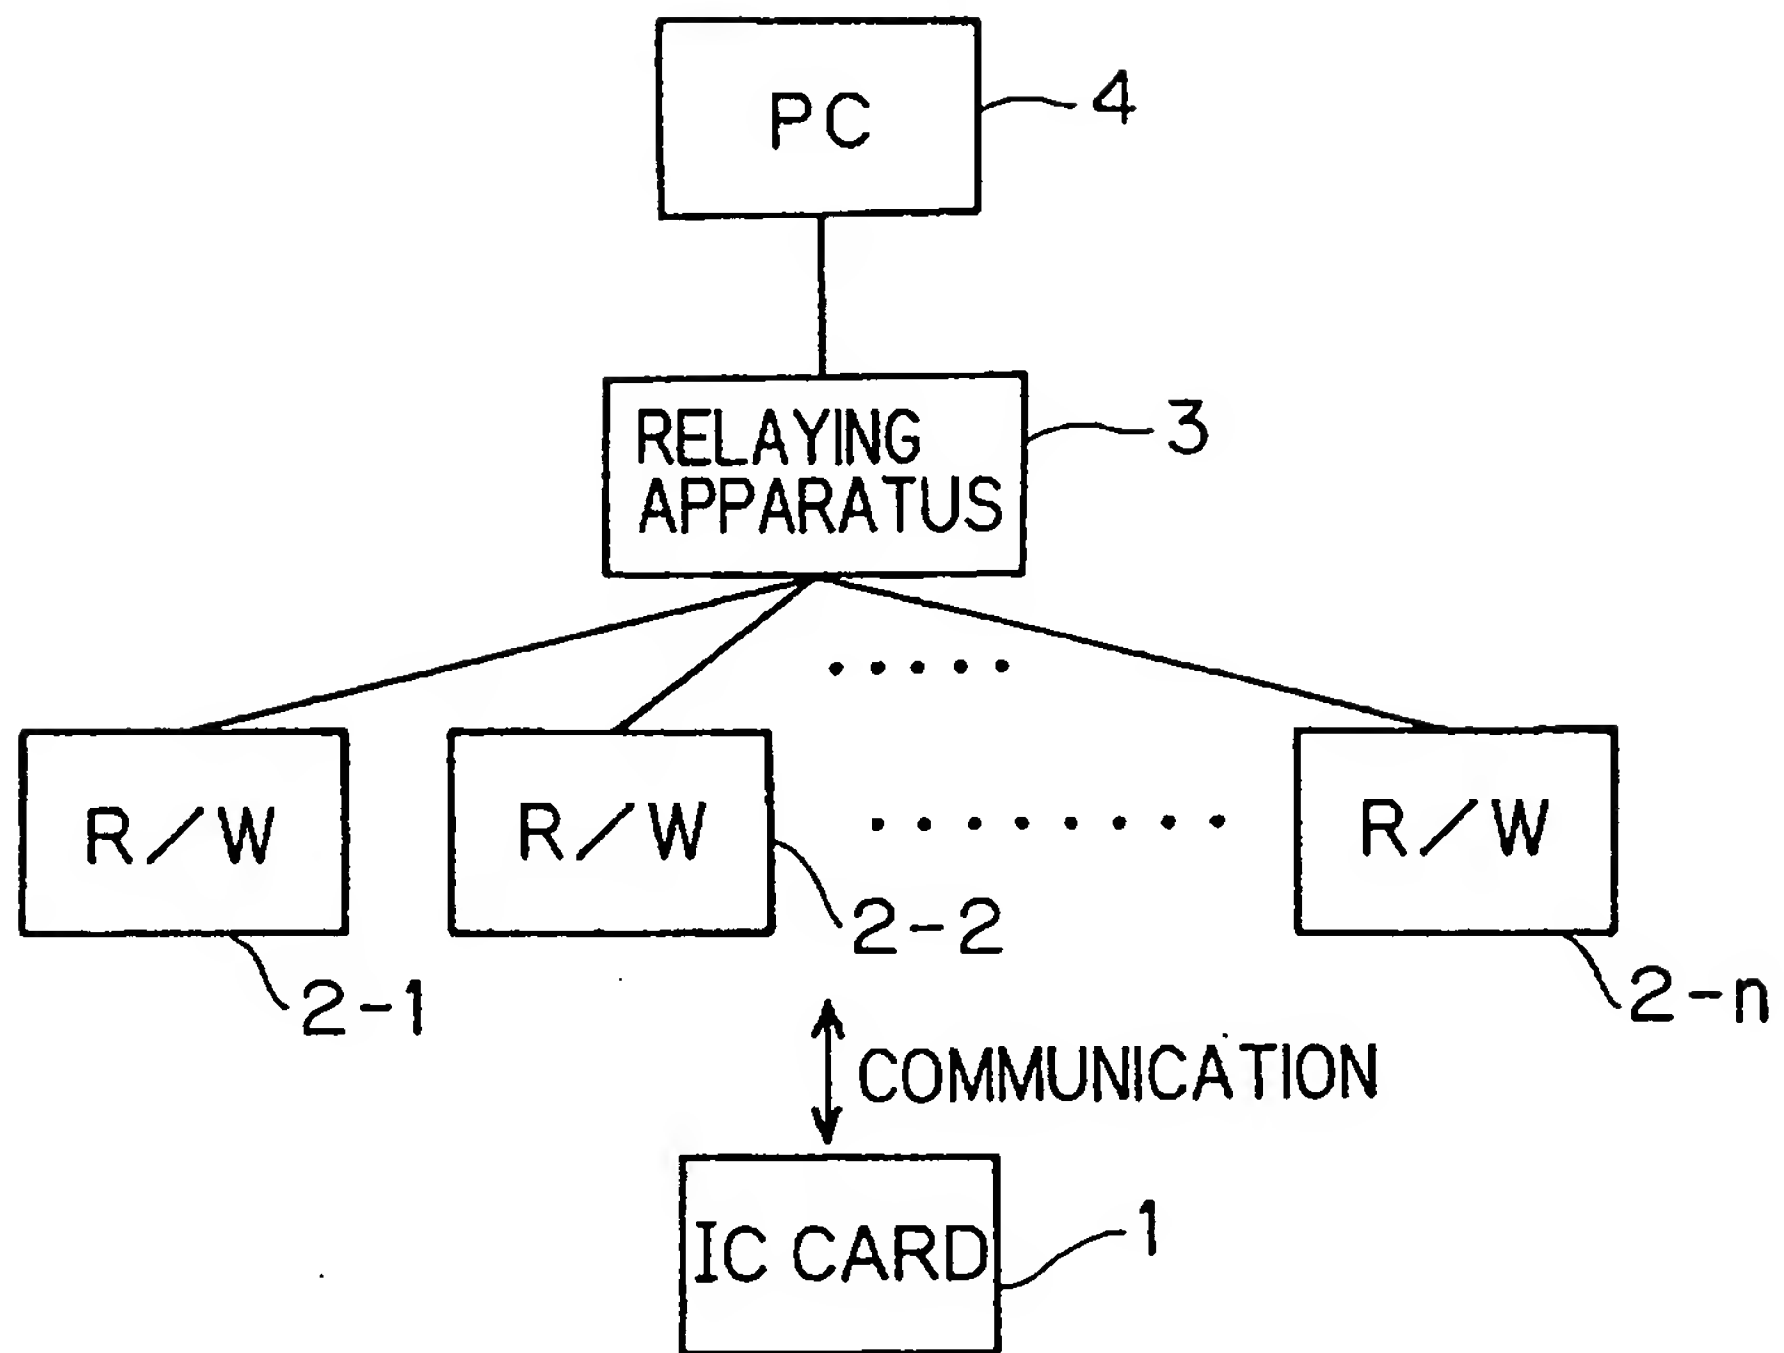 PC
4
RELAYING
APPARATUS
3
R/W
R/W
R/W
2-1
2-2
2-n
COMMUNICATION
IC CARD
1